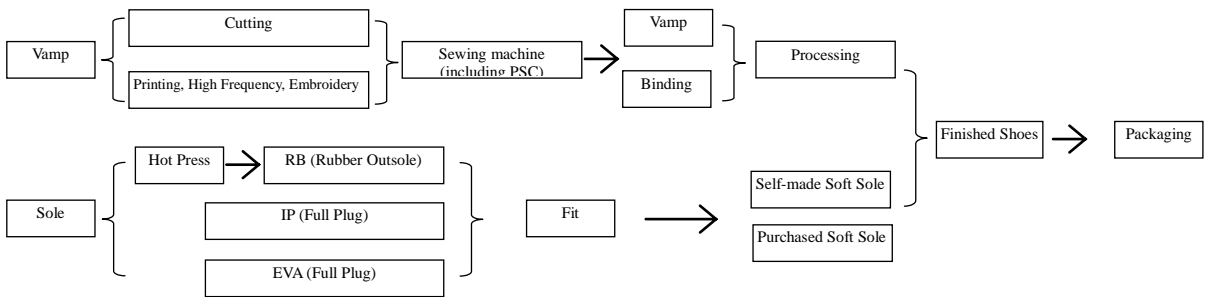 Cutting
Vamp
Printing, High Frequency, Embroidery
Sewing machine
(including PSC)
Vamp
Binding
Processing
Finished Shoes
Packaging
Hot Press
RB (Rubber Outsole)
Sole
IP (Full Plug)
EVA (Full Plug)
Fit
Self-made Soft Sole
Purchased Soft Sole